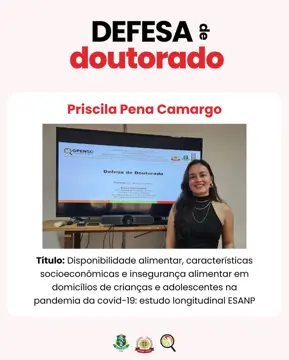 DEFESA de
doutorado
Priscila Pena Camargo
Defesa de Doutorado
Título: Disponibilidade alimentar, características
socioeconômicas e insegurança alimentar em
domicílios de crianças e adolescentes na
pandemia da covid-19: estudo longitudinal ESANP